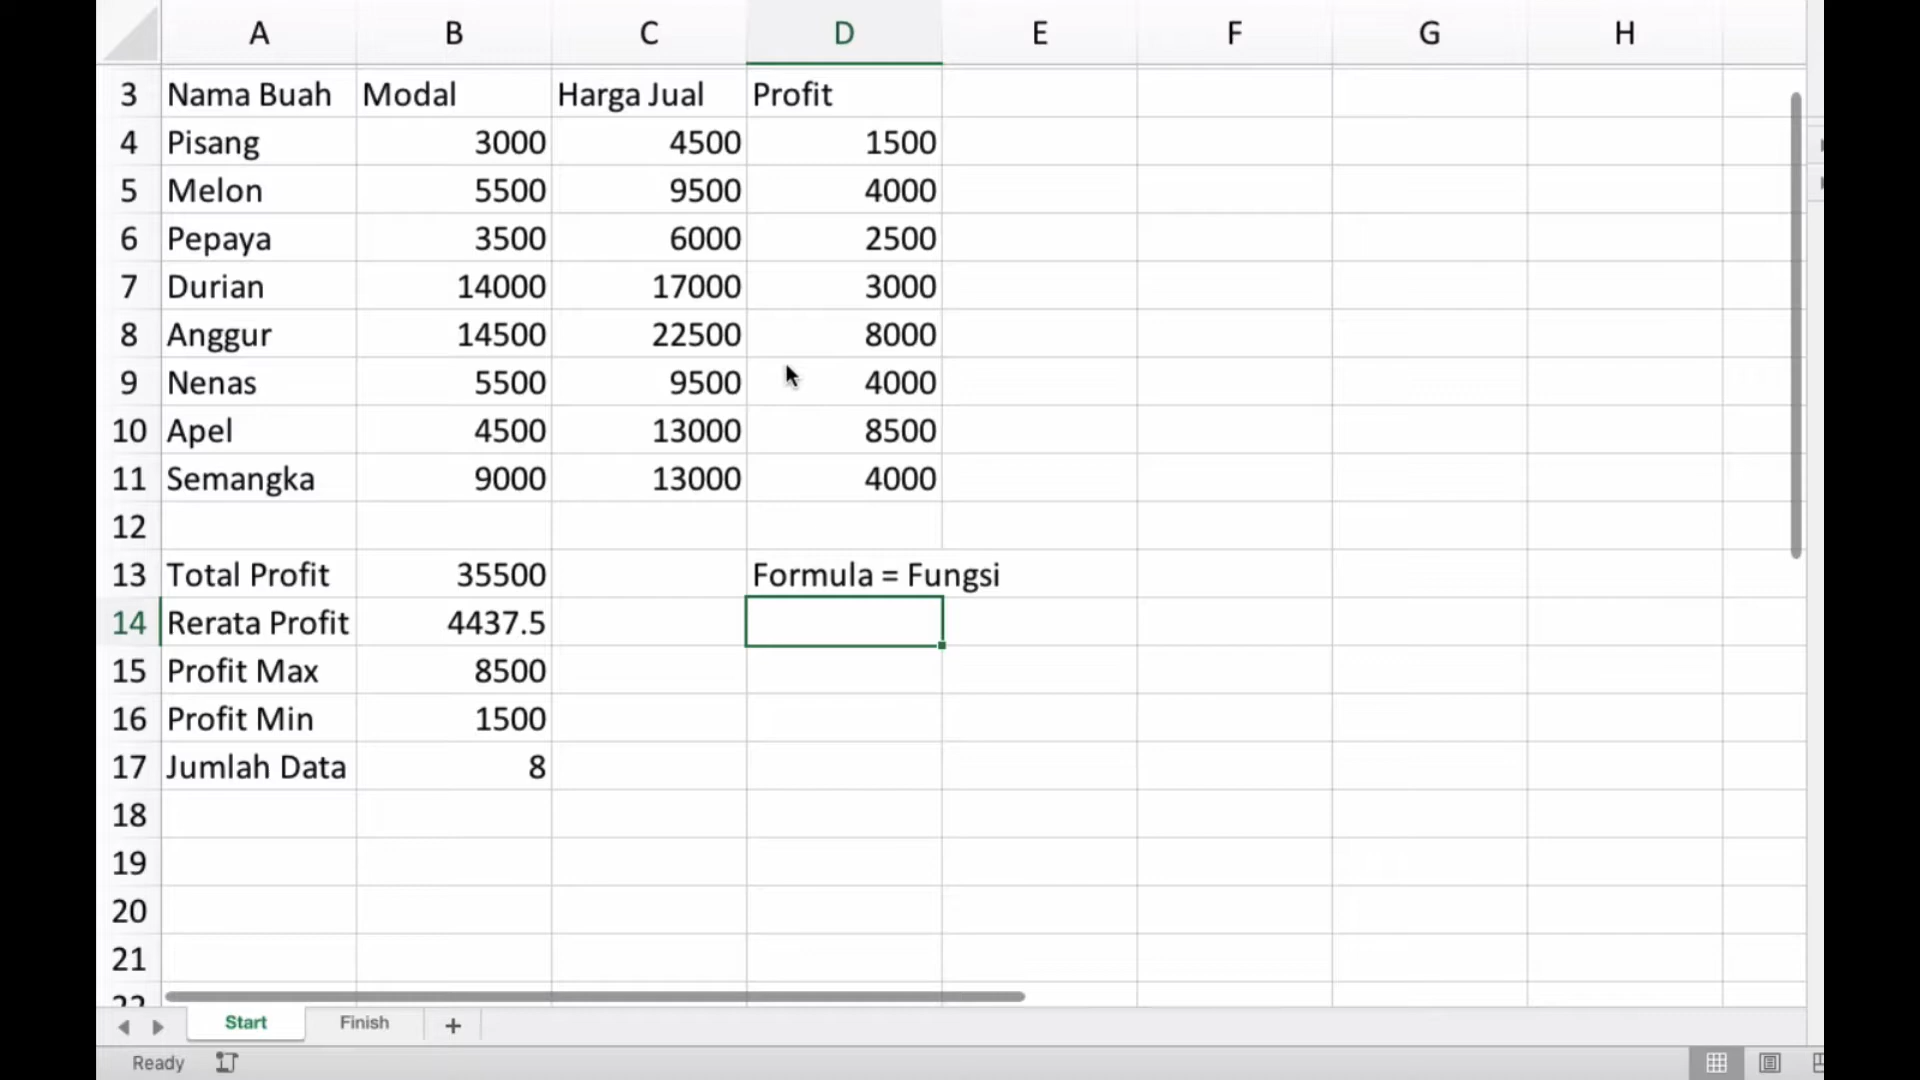 A B C D E F G H
3 Nama Buah Modal Harga Jual Profit
4 Pisang 3000 4500 1500
5 Melon 5500 9500 4000
6 Pepaya 3500 6000 2500
7 Durian 14000 17000 3000
8 Anggur 14500 22500 8000
9 Nenas 5500 9500 4000
10 Apel 4500 13000 8500
11 Semangka 9000 13000 4000
12
13 Total Profit 35500 Formula = Fungsi
14 Rerata Profit 4437.5
15 Profit Max 8500
16 Profit Min 1500
17 Jumlah Data 8
18
19
20
21
22
Start Finish +
Ready